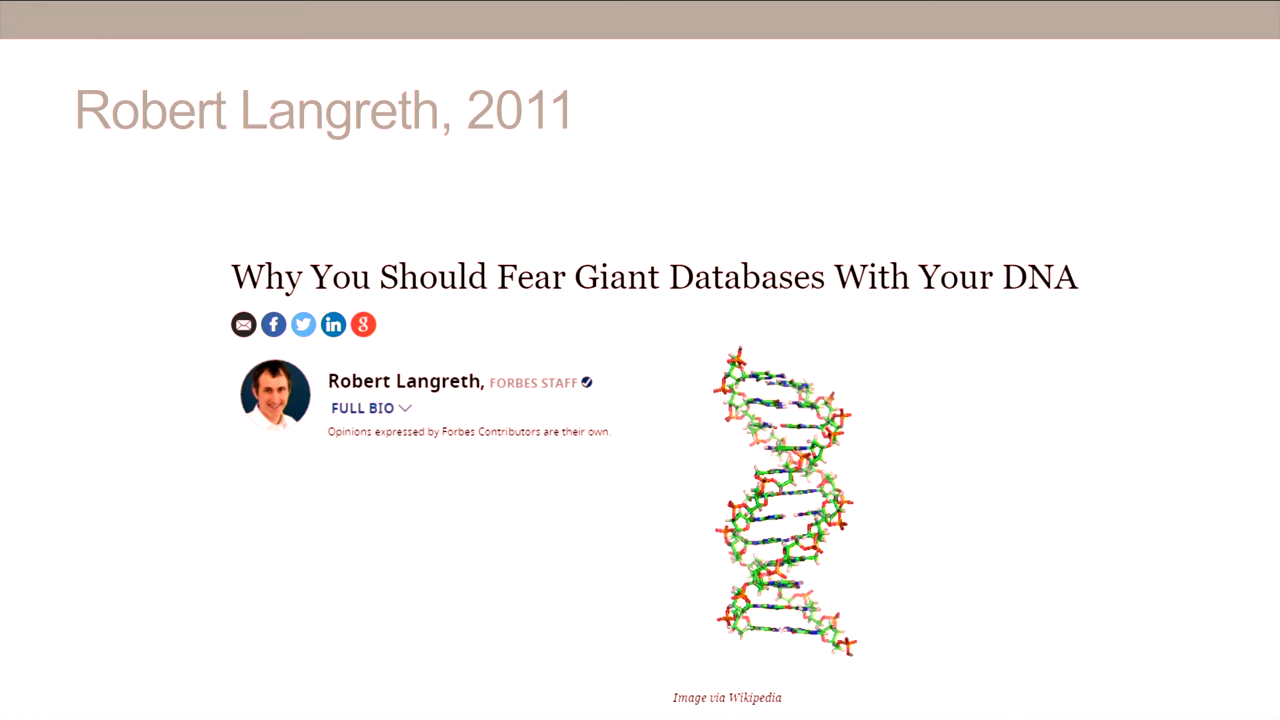 Robert Langreth, 2011
Why You Should Fear Giant Databases With Your DNA
Robert Langreth, FORBES STAFF
FULL BIO
Opinions expressed by Forbes Contributors are their own.
Image via Wikipedia